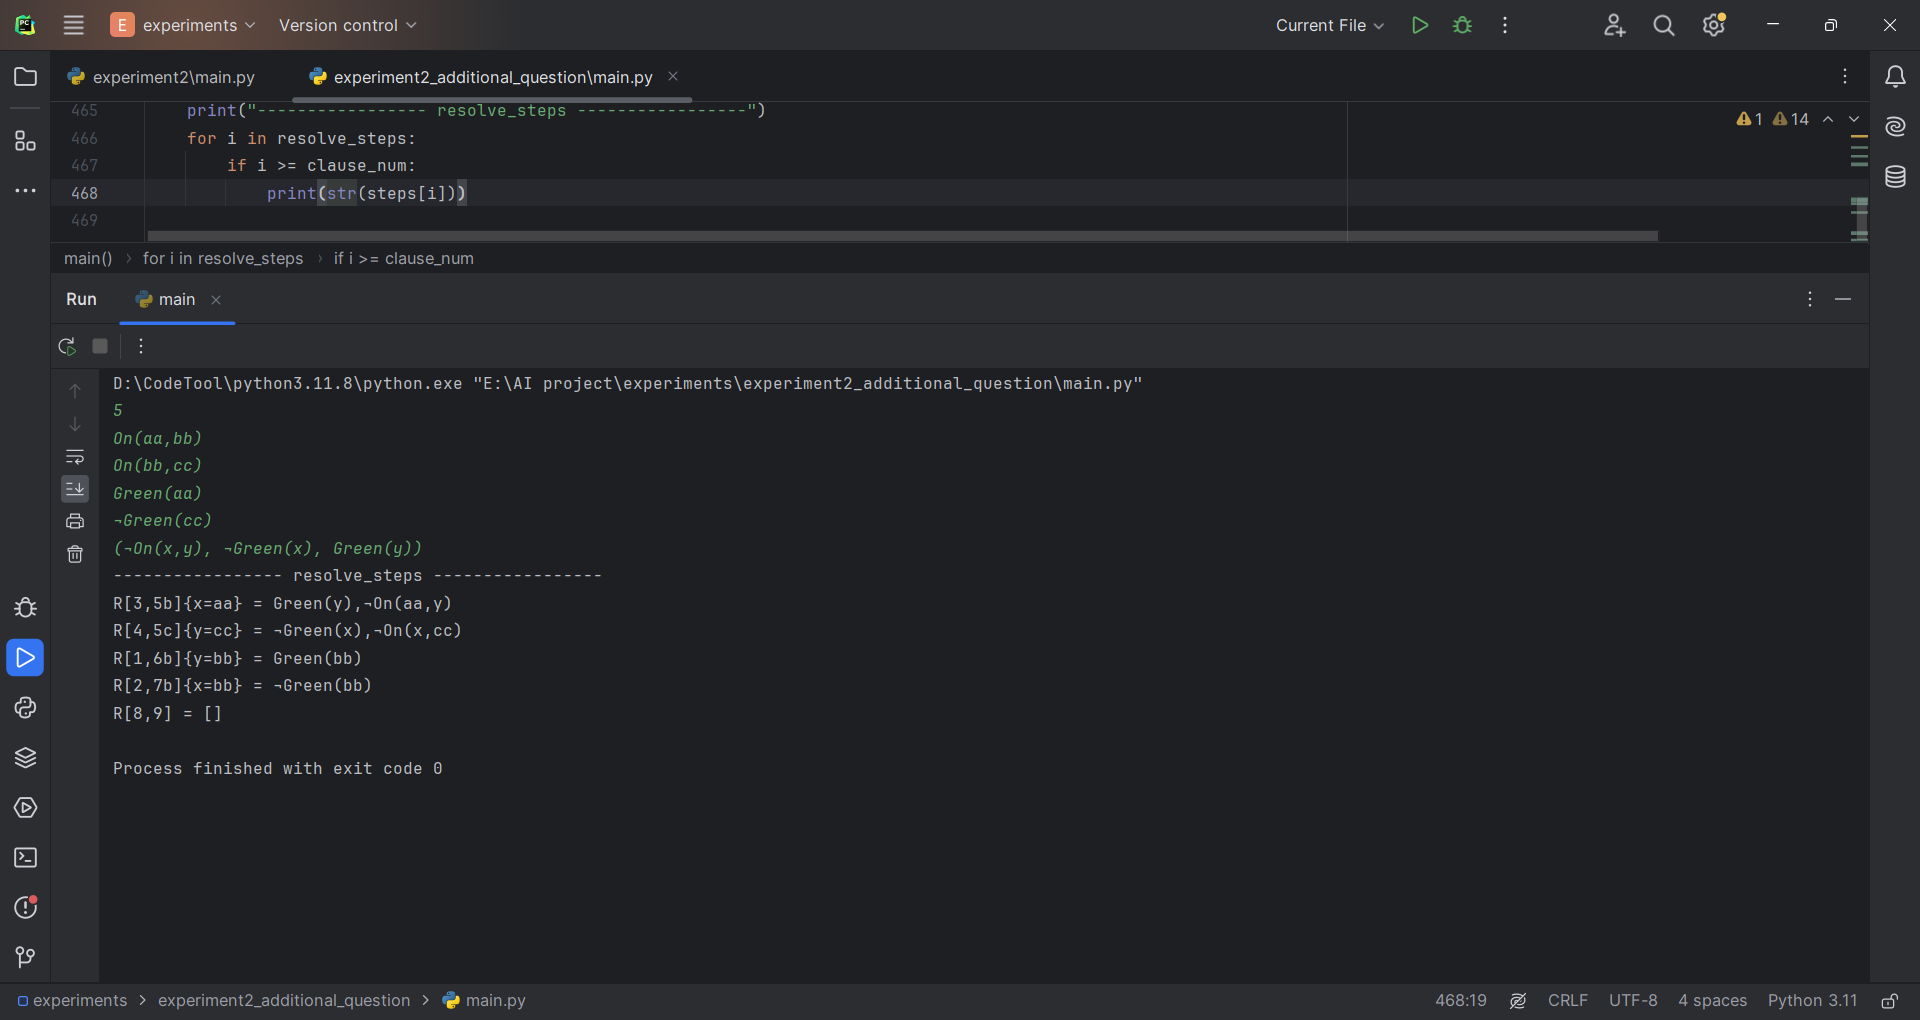 E experiments Version control Current File
experiment2\main.py experiment2_additional_question\main.py
465 print("----------------- resolve_steps -----------------")
466 for i in resolve_steps:
467 if i >= clause_num:
468 print(str(steps[i]))
469
1 14
main() › for i in resolve_steps › if i >= clause_num
Run main
D:\CodeTool\python3.11.8\python.exe "E:\AI project\experiments\experiment2_additional_question\main.py"
5
On(aa,bb)
On(bb,cc)
Green(aa)
¬Green(cc)
(¬On(x,y), ¬Green(x), Green(y))
----------------- resolve_steps -----------------
R[3,5b]{x=aa} = Green(y),¬On(aa,y)
R[4,5c]{y=cc} = ¬Green(x),¬On(x,cc)
R[1,6b]{y=bb} = Green(bb)
R[2,7b]{x=bb} = ¬Green(bb)
R[8,9] = []
Process finished with exit code 0
experiments › experiment2_additional_question › main.py 468:19 CRLF UTF-8 4 spaces Python 3.11